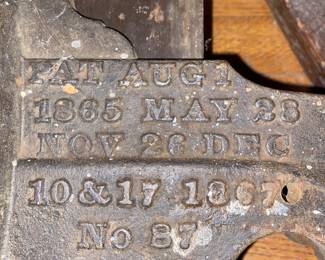 PAT AUG 1
1865 MAY 28
NOV 26 DEC
10 & 17 1867
No 87